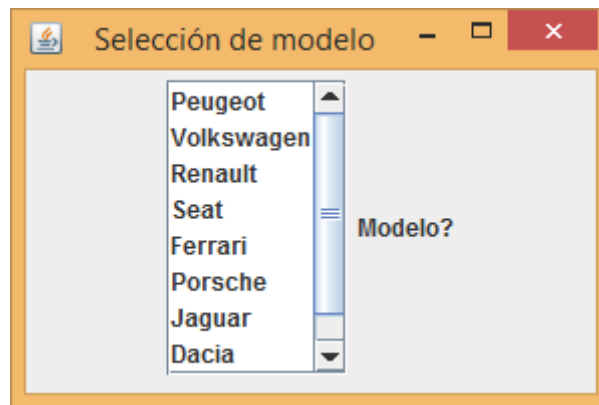 Selección de modelo
Peugeot
Volkswagen
Renault
Seat
Ferrari
Porsche
Jaguar
Dacia
Modelo?